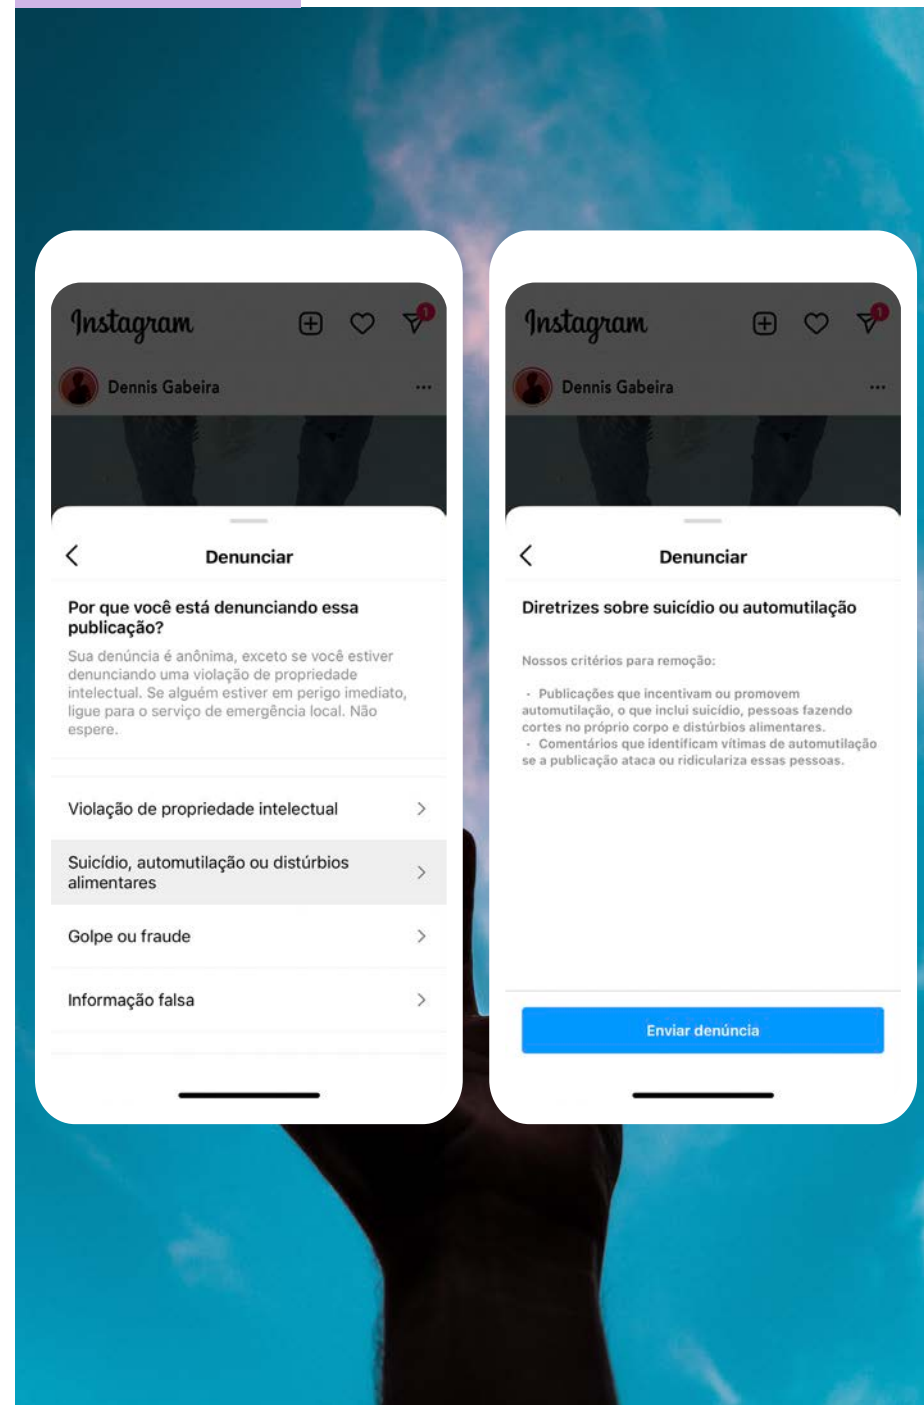 Instagram
1
Dennis Gabeira
Denunciar
Por que você está denunciando essa
publicação?
Sua denúncia é anônima, exceto se você estiver
denunciando uma violação de propriedade
intelectual. Se alguém estiver em perigo imediato,
ligue para o serviço de emergência local. Não
espere.
Violação de propriedade intelectual
Suicídio, automutilação ou distúrbios
alimentares
Golpe ou fraude
Informação falsa
Instagram
1
Dennis Gabeira
Denunciar
Diretrizes sobre suicídio ou automutilação
Nossos critérios para remoção:
· Publicações que incentivam ou promovem
automutilação, o que inclui suicídio, pessoas fazendo
cortes no próprio corpo e distúrbios alimentares.
· Comentários que identificam vítimas de automutilação
se a publicação ataca ou ridiculariza essas pessoas.
Enviar denúncia